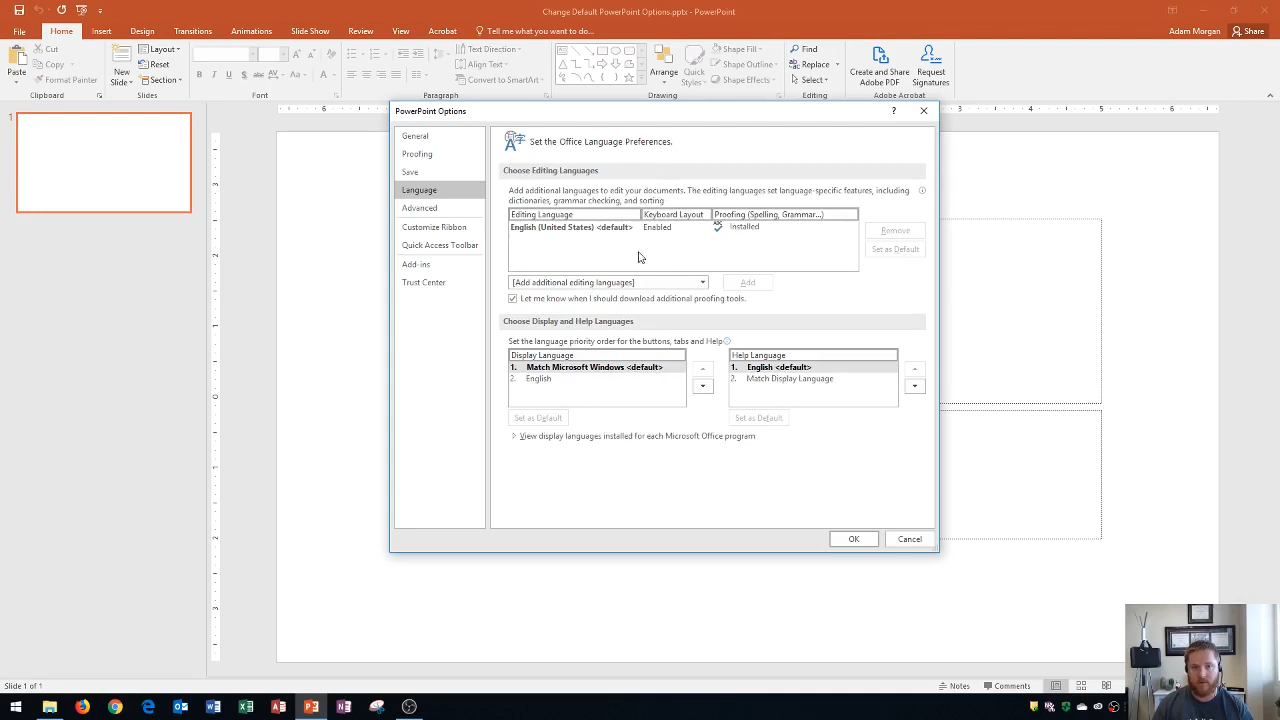 Change Default PowerPoint Options.pptx - PowerPoint
Adam Morgan
Share
File
Home
Insert
Design
Transitions
Animations
Slide Show
Review
View
Acrobat
Paste
Cut
Copy
Format Painter
Clipboard
New
Slide
Layout
Reset
Section
Slides
B I U S abc AV Aa A
Font
Text Direction
Align Text
Convert to SmartArt
Paragraph
Arrange
Quick
Styles
Shape Fill
Shape Outline
Shape Effects
Drawing
Find
Replace
Select
Editing
Create and Share
Adobe PDF
Request
Signatures
Adobe Acrobat
1
PowerPoint Options
?
General
Proofing
Save
Language
Advanced
Customize Ribbon
Quick Access Toolbar
Add-ins
Trust Center
Set the Office Language Preferences.
Choose Editing Languages
Add additional languages to edit your documents. The editing languages set language-specific features, including
dictionaries, grammar checking, and sorting
Editing Language Keyboard Layout Proofing (Spelling, Grammar...)
English (United States) <default> Enabled Installed
Remove
Set as Default
[Add additional editing languages]
Add
Let me know when I should download additional proofing tools.
Choose Display and Help Languages
Set the language priority order for the buttons, tabs and Help
Display Language
1. Match Microsoft Windows <default>
2. English
Set as Default
Help Language
1. English <default>
2. Match Display Language
Set as Default
View display languages installed for each Microsoft Office program
OK
Cancel
Slide 1 of 1
Notes
Comments